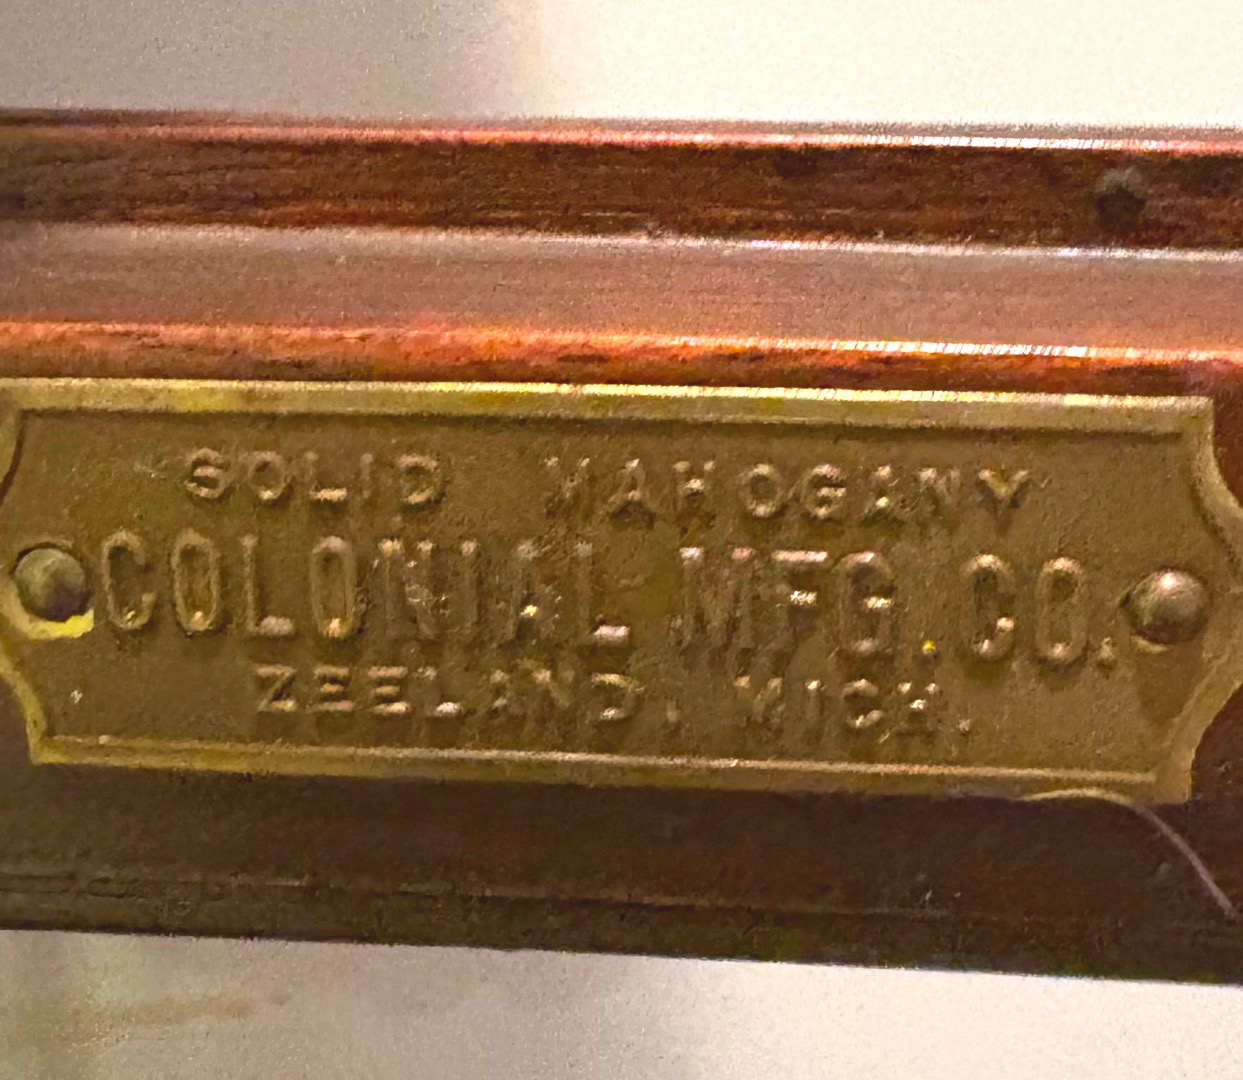 SOLID MAHOGANY
COLONIAL MFG. CO.
ZEELAND, MICH.